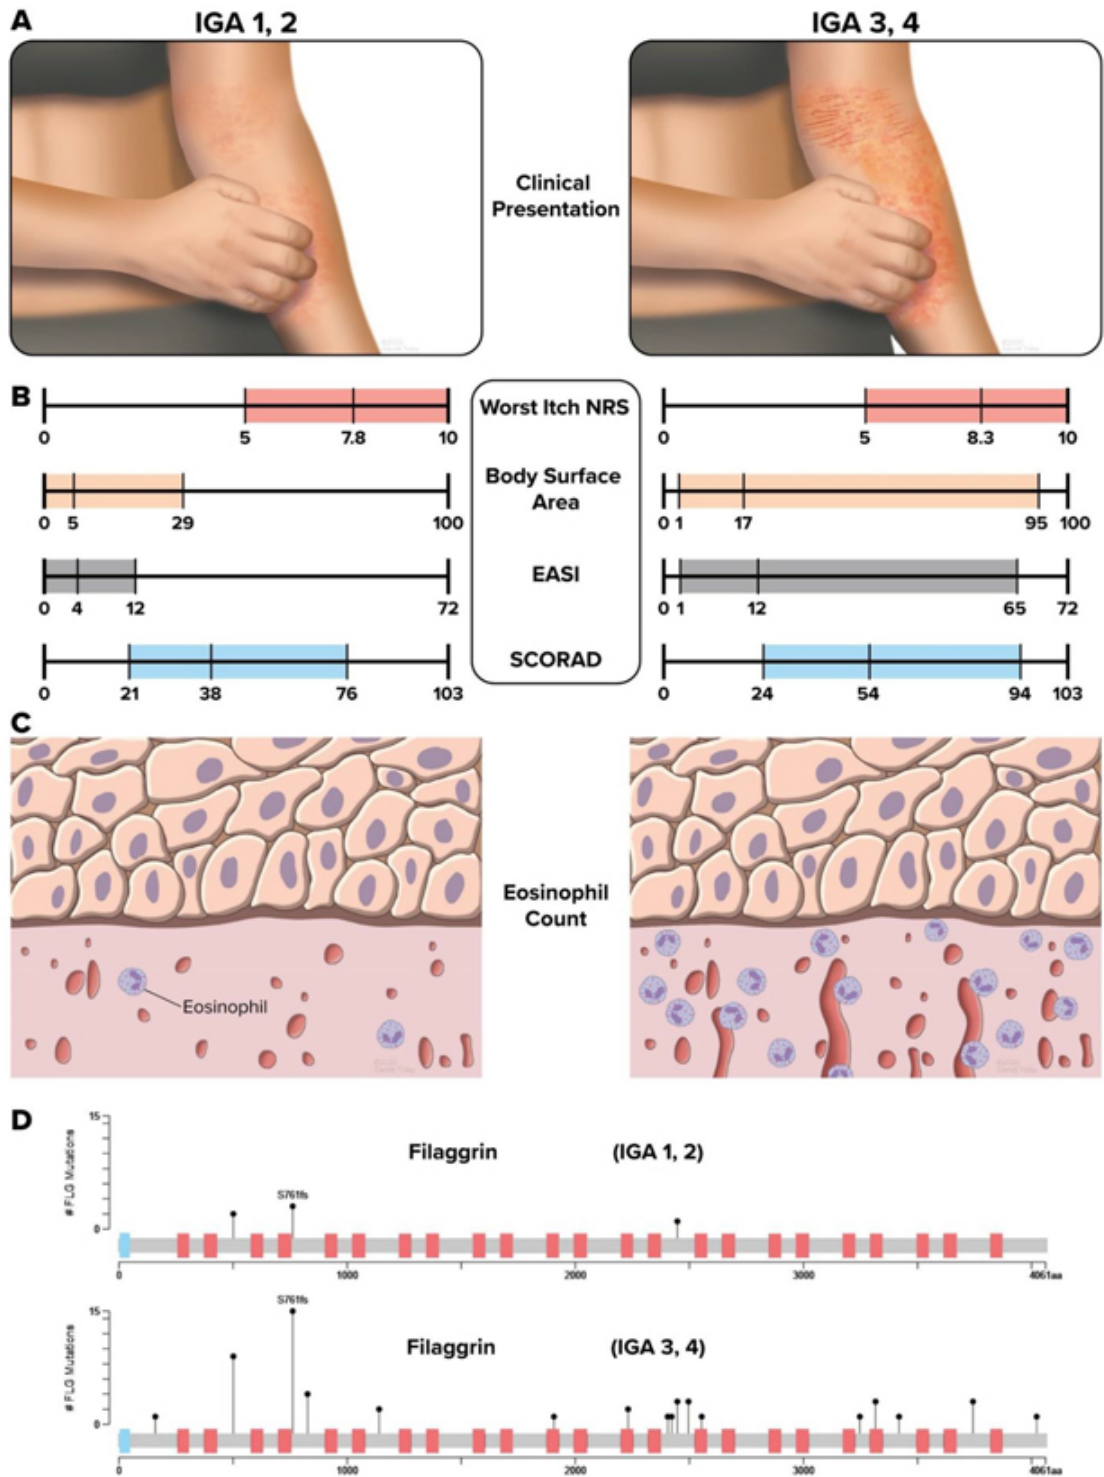 A
IGA 1, 2
IGA 3, 4
Clinical
Presentation
B
Worst Itch NRS
0 5 7.8 10
0 5 8.3 10
Body Surface
Area
0 5 29 100
0 1 17 95 100
EASI
0 4 12 72
0 1 12 65 72
SCORAD
0 21 38 76 103
0 24 54 94 103
C
Eosinophil
Count
Eosinophil
D
15
# FLG Mutations
0
Filaggrin (IGA 1, 2)
S761fs
0 1000 2000 3000 4061aa
S761fs
15
# FLG Mutations
0
Filaggrin (IGA 3, 4)
0 1000 2000 3000 4061aa